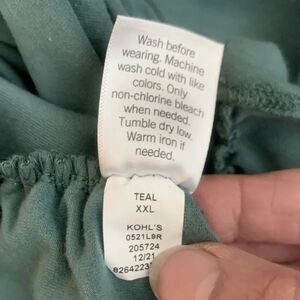 Wash before
wearing. Machine
wash cold with like
colors. Only
non-chlorine bleach
when needed.
Tumble dry low.
Warm iron if
needed.
TEAL
XXL
KOHL'S
0521L9R
205724
12/21